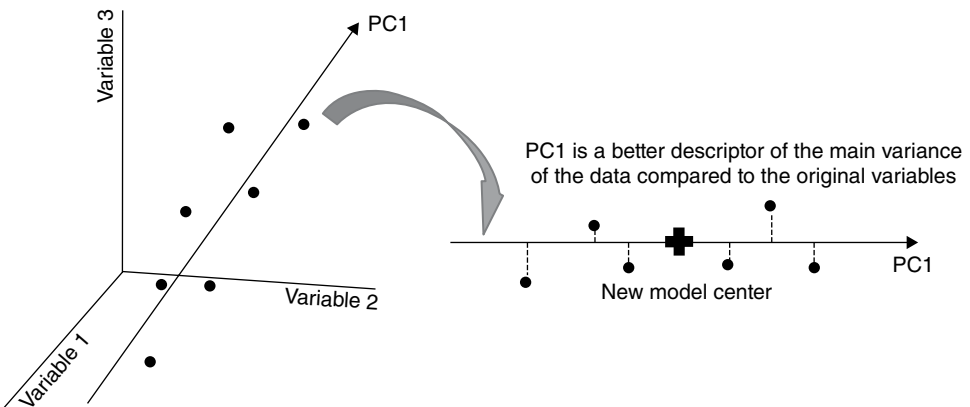 Variable 3
PC1
PC1 is a better descriptor of the main variance
of the data compared to the original variables
PC1
Variable 2
New model center
Variable 1